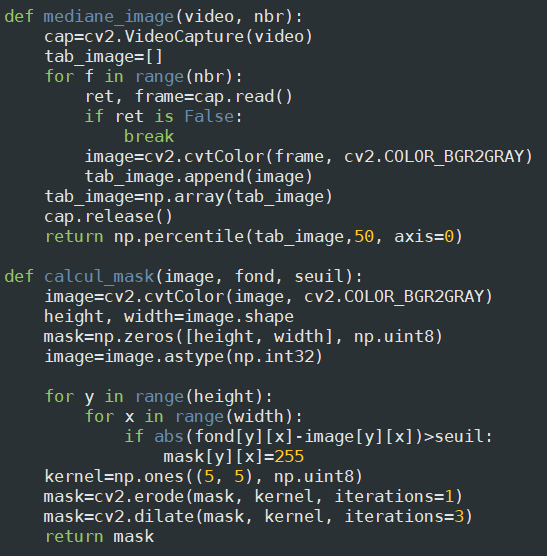 def mediane_image(video, nbr):
    cap=cv2.VideoCapture(video)
    tab_image=[]
    for f in range(nbr):
        ret, frame=cap.read()
        if ret is False:
            break
        image=cv2.cvtColor(frame, cv2.COLOR_BGR2GRAY)
        tab_image.append(image)
    tab_image=np.array(tab_image)
    cap.release()
    return np.percentile(tab_image,50, axis=0)

def calcul_mask(image, fond, seuil):
    image=cv2.cvtColor(image, cv2.COLOR_BGR2GRAY)
    height, width=image.shape
    mask=np.zeros([height, width], np.uint8)
    image=image.astype(np.int32)

    for y in range(height):
        for x in range(width):
            if abs(fond[y][x]-image[y][x])>seuil:
                mask[y][x]=255
    kernel=np.ones((5, 5), np.uint8)
    mask=cv2.erode(mask, kernel, iterations=1)
    mask=cv2.dilate(mask, kernel, iterations=3)
    return mask